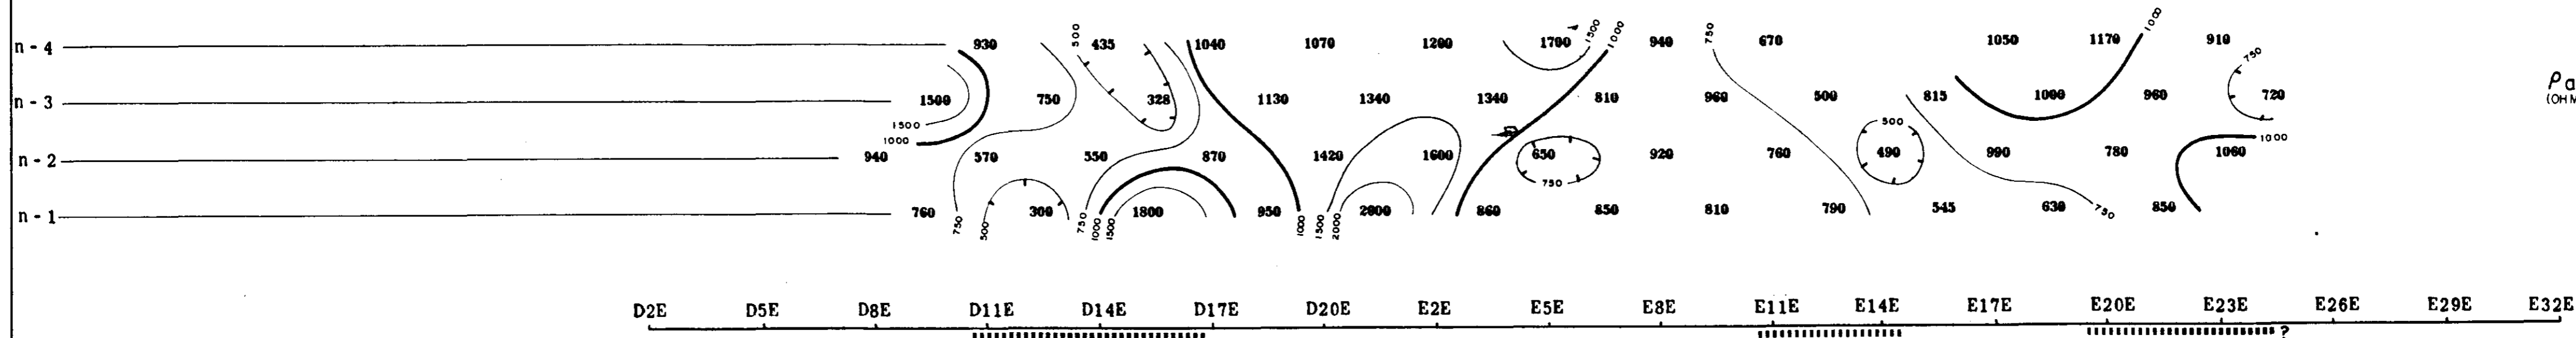 500 1500 1000 750 1000
n - 4 930 435 1040 1070 1200 1700 940 670 1050 1170 910
750
n - 3 1500 750 328 1130 1340 1340 810 960 500 815 1000 960 720
ρa
(OHM
1500 500
1000 1000
n - 2 940 570 550 870 1420 1600 650 920 760 490 990 780 1060
750
n - 1 760 300 1800 950 2000 860 850 810 790 545 630 750 850
750 500 750 1000 1500 1000 1500 2000
D2E D5E D8E D11E D14E D17E D20E E2E E5E E8E E11E E14E E17E E20E E23E E26E E29E E32E
?